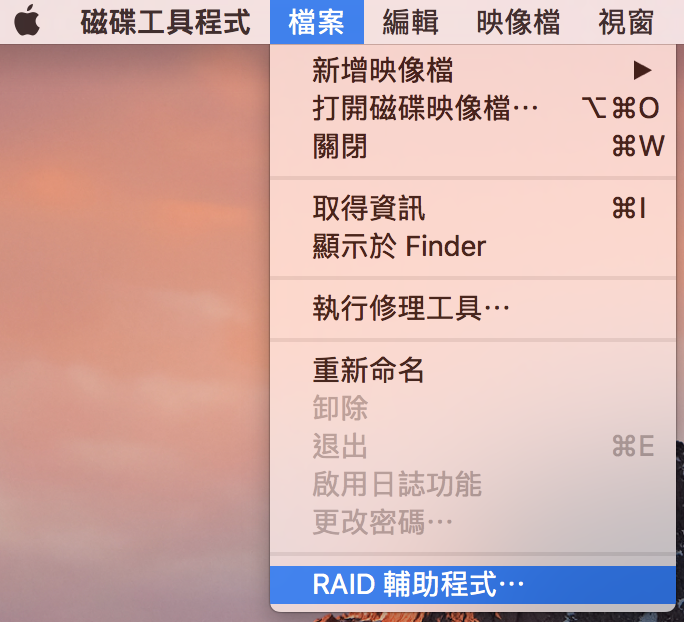 磁碟工具程式 檔案 編輯 映像檔 視窗
新增映像檔 ▶
打開磁碟映像檔⋯ ⌥⌘O
關閉 ⌘W
取得資訊 ⌘I
顯示於 Finder
執行修理工具⋯
重新命名
卸除
退出 ⌘E
啟用日誌功能
更改密碼⋯
RAID 輔助程式⋯